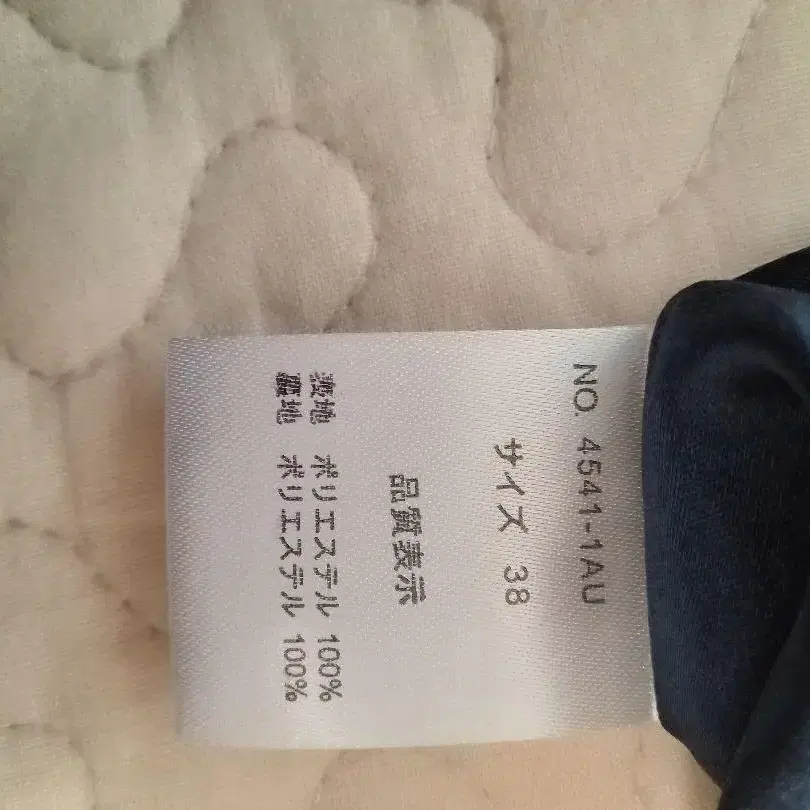 NO. 4541-1AU
サイズ 38
品質表示
表地 ポリエステル 100%
裏地 ポリエステル 100%